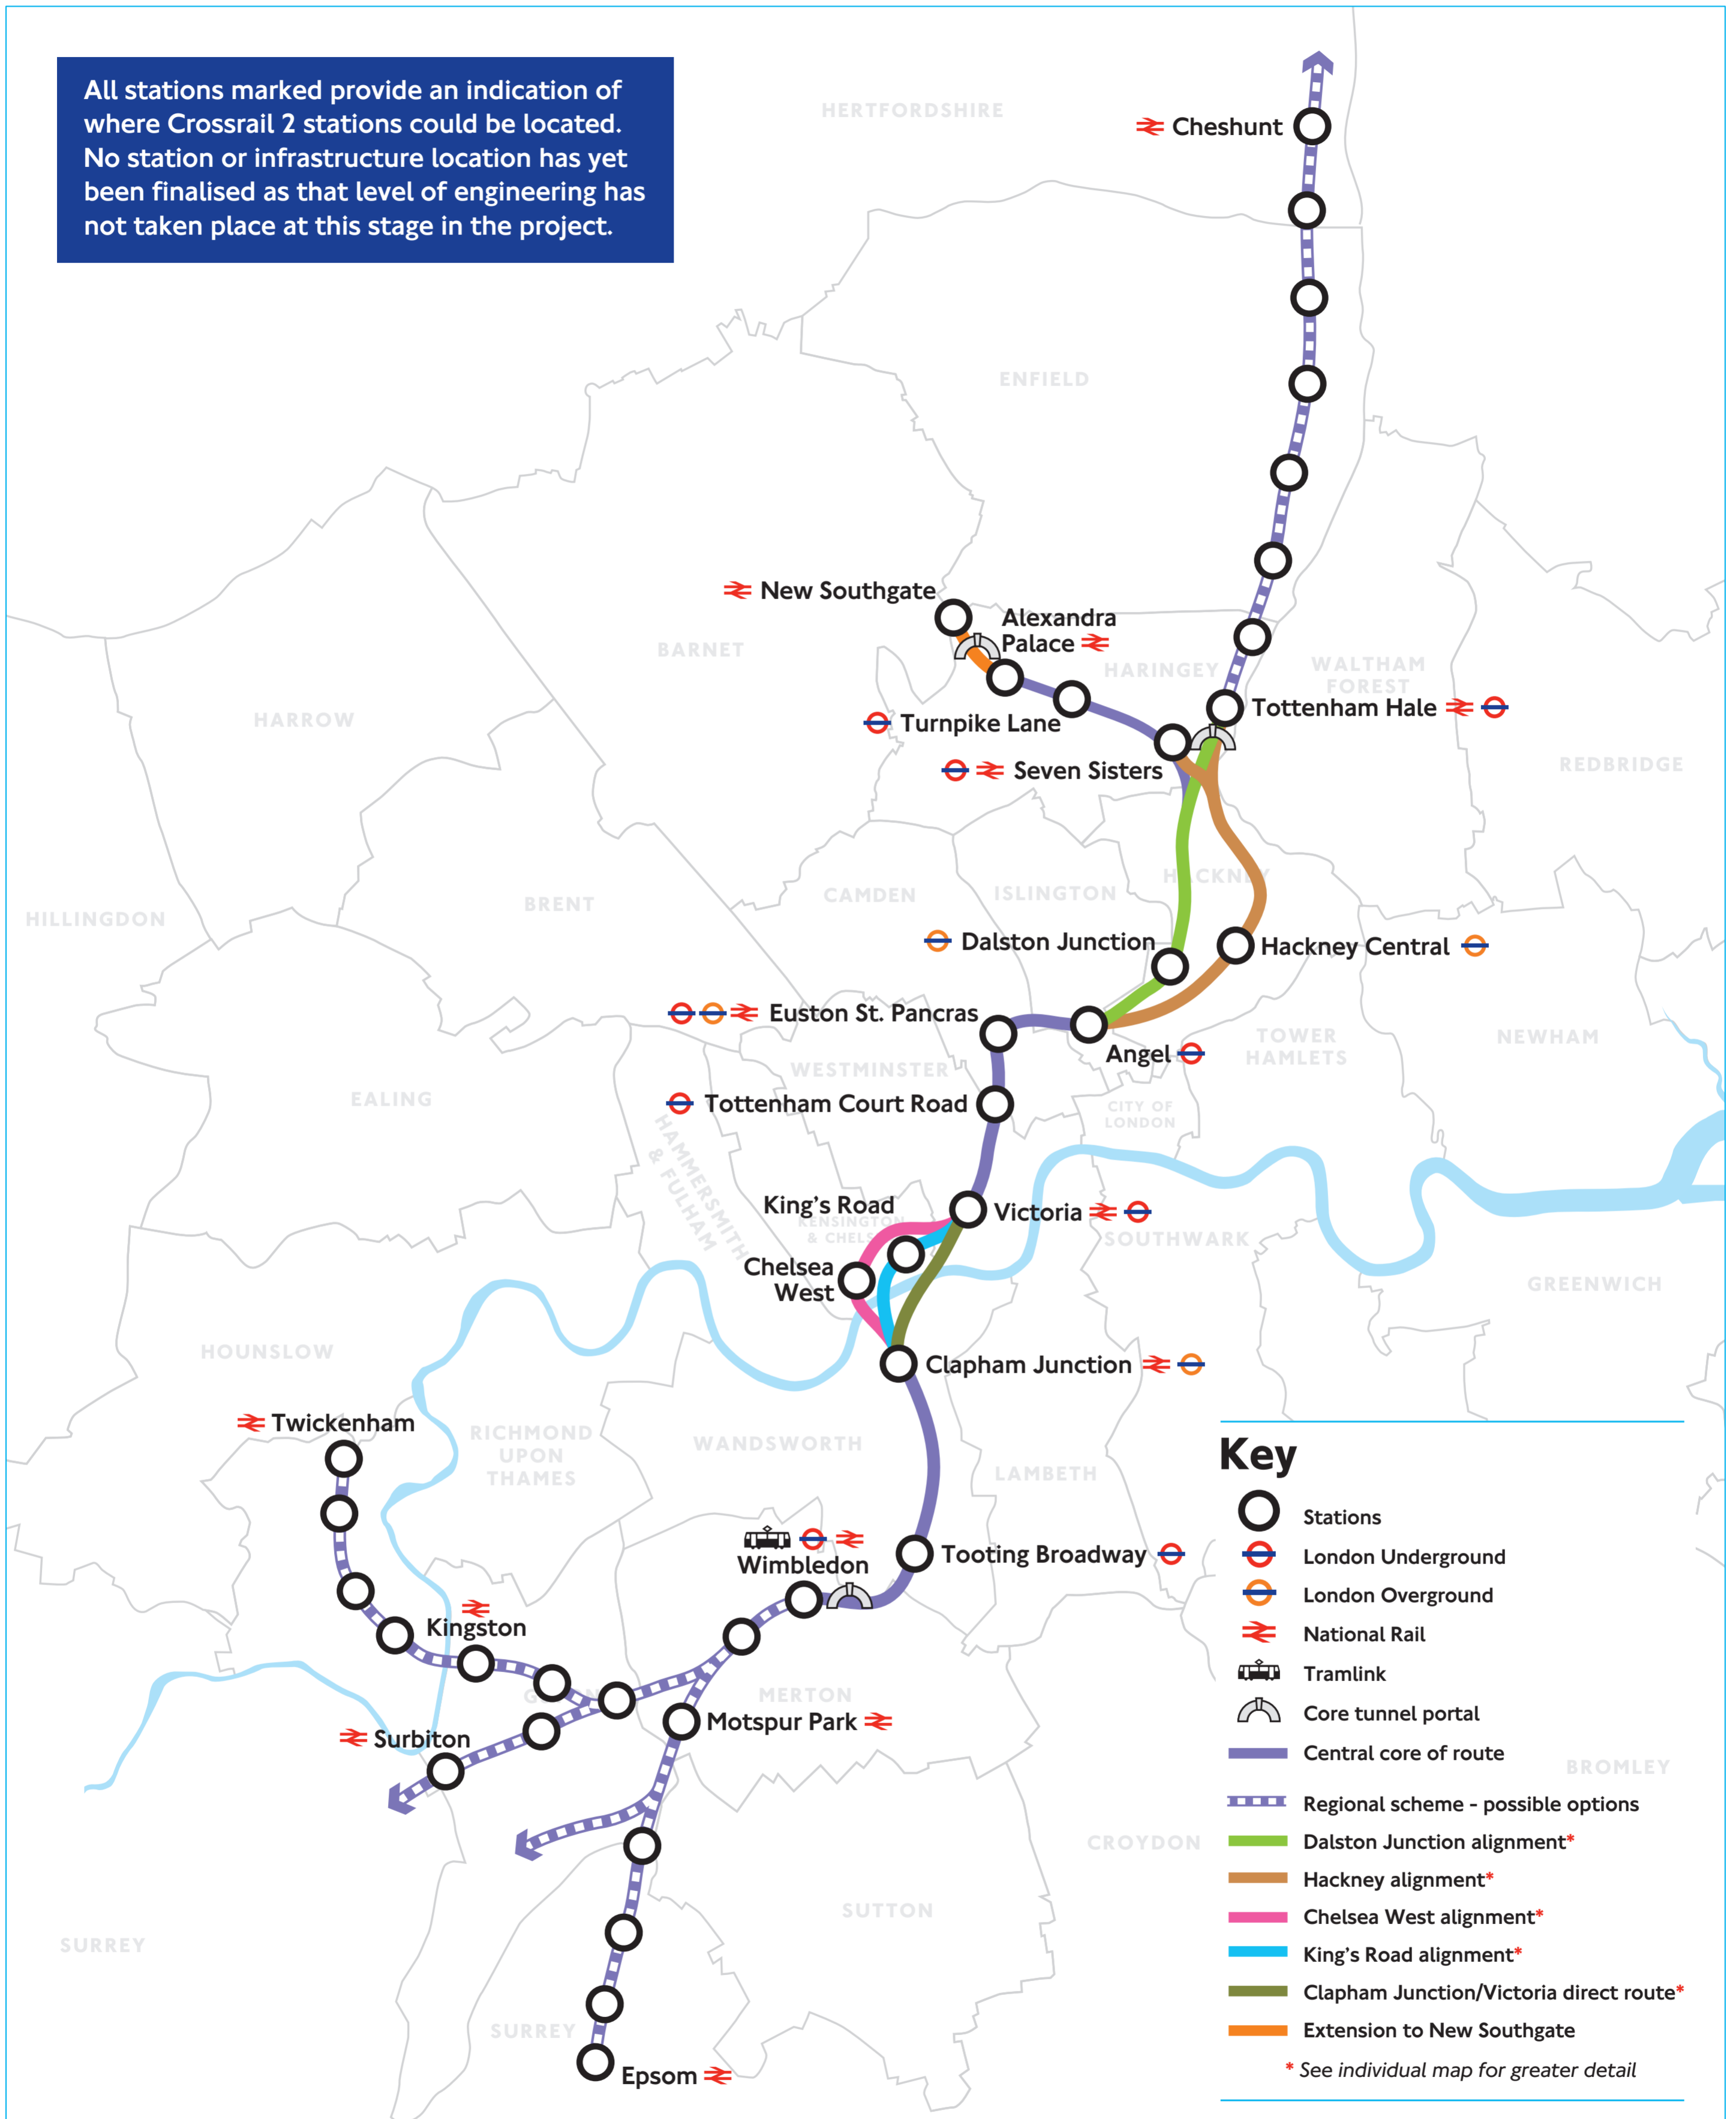 All stations marked provide an indication of
where Crossrail 2 stations could be located.
No station or infrastructure location has yet
been finalised as that level of engineering has
not taken place at this stage in the project.
HERTFORDSHIRE
Cheshunt
ENFIELD
New Southgate
Alexandra
Palace
BARNET
HARINGEY
WALTHAM
FOREST
HARROW
Turnpike Lane
Tottenham Hale
Seven Sisters
REDBRIDGE
HILLINGDON
BRENT
CAMDEN
ISLINGTON
HACKNEY
Dalston Junction
Hackney Central
Euston St. Pancras
Angel
TOWER
HAMLETS
NEWHAM
WESTMINSTER
EALING
Tottenham Court Road
CITY OF
LONDON
HAMMERSMITH
& FULHAM
King's Road
KENSINGTON
& CHELS
Victoria
SOUTHWARK
Chelsea
West
GREENWICH
HOUNSLOW
Clapham Junction
Twickenham
RICHMOND
UPON
THAMES
WANDSWORTH
LAMBETH
Wimbledon
Tooting Broadway
Kingston
MERTON
Motspur Park
Surbiton
BROMLEY
CROYDON
SUTTON
SURREY
SURREY
Epsom
Key
Stations
London Underground
London Overground
National Rail
Tramlink
Core tunnel portal
Central core of route
Regional scheme - possible options
Dalston Junction alignment*
Hackney alignment*
Chelsea West alignment*
King's Road alignment*
Clapham Junction/Victoria direct route*
Extension to New Southgate
* See individual map for greater detail